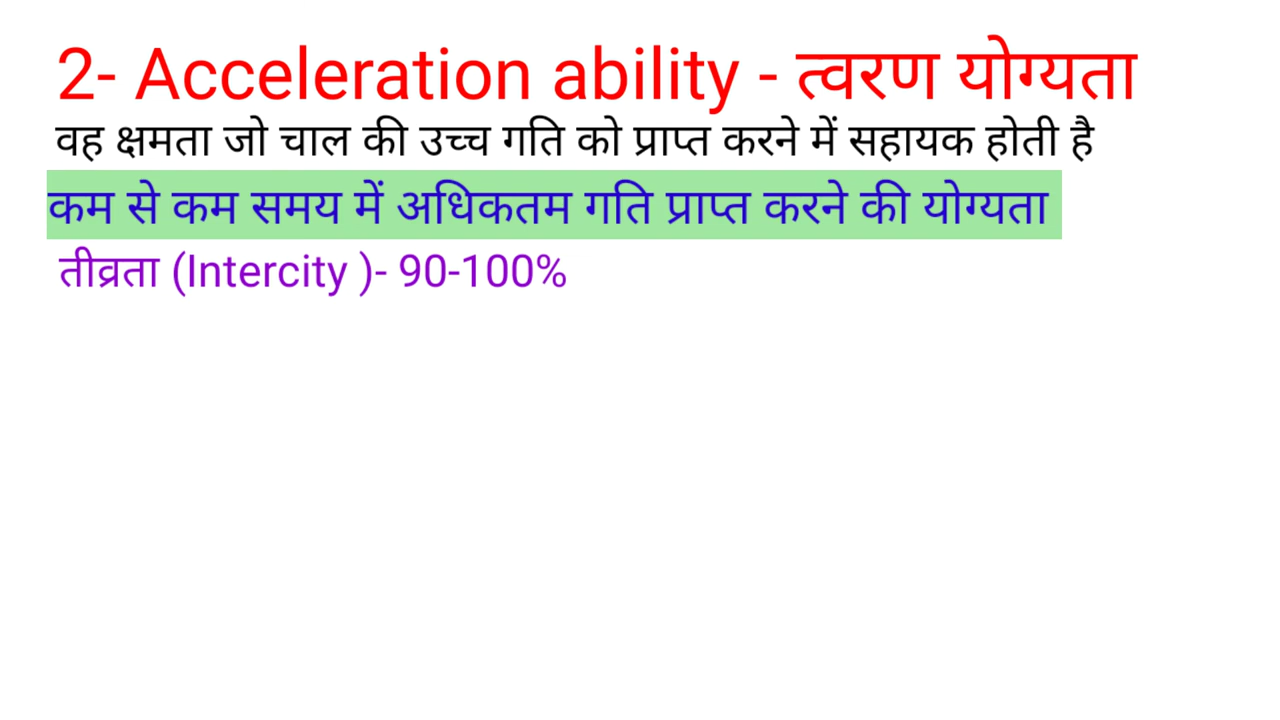 2- Acceleration ability - त्वरण योग्यता
वह क्षमता जो चाल की उच्च गति को प्राप्त करने में सहायक होती है
कम से कम समय में अधिकतम गति प्राप्त करने की योग्यता
तीव्रता (Intercity )- 90-100%